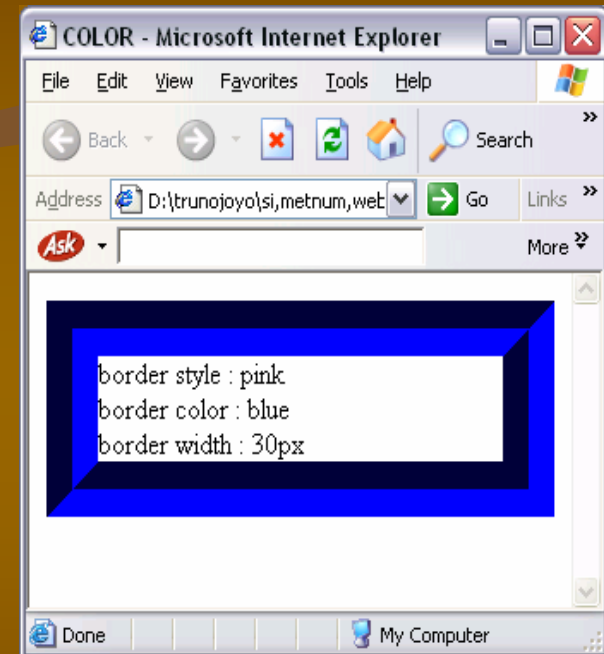 COLOR - Microsoft Internet Explorer
File Edit View Favorites Tools Help
Back Search »
Address D:\trunojoyo\si,metnum,web Go Links »
Ask More »
border style : pink
border color : blue
border width : 30px
Done My Computer